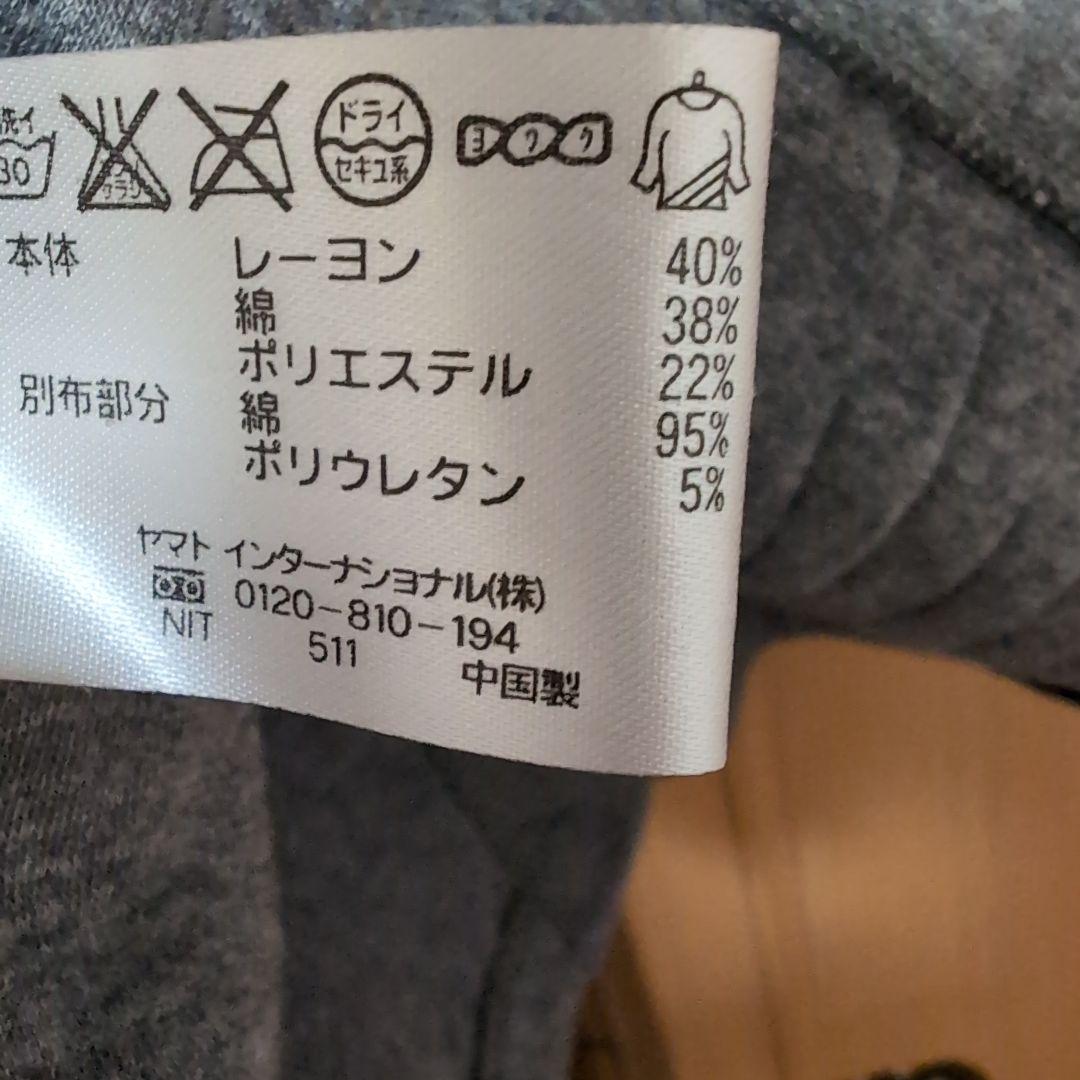 30
ドライ
セキユ系
ヨワク
本体 レーヨン 40%
綿 38%
ポリエステル 22%
別布部分 綿 95%
ポリウレタン 5%
ヤマト インターナショナル(株)
0120-810-194
NIT 511
中国製